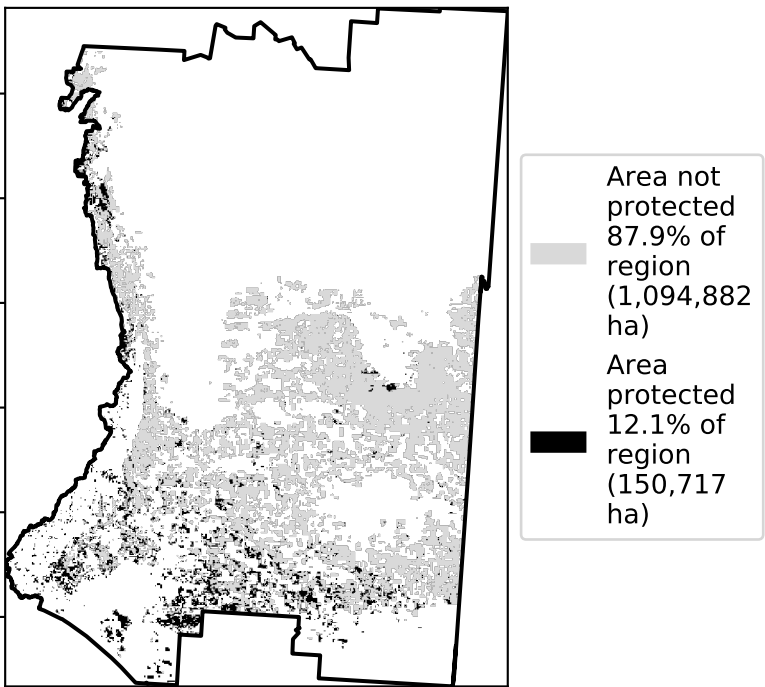 Area not
protected
87.9% of
region
(1,094,882
ha)
Area
protected
12.1% of
region
(150,717
ha)